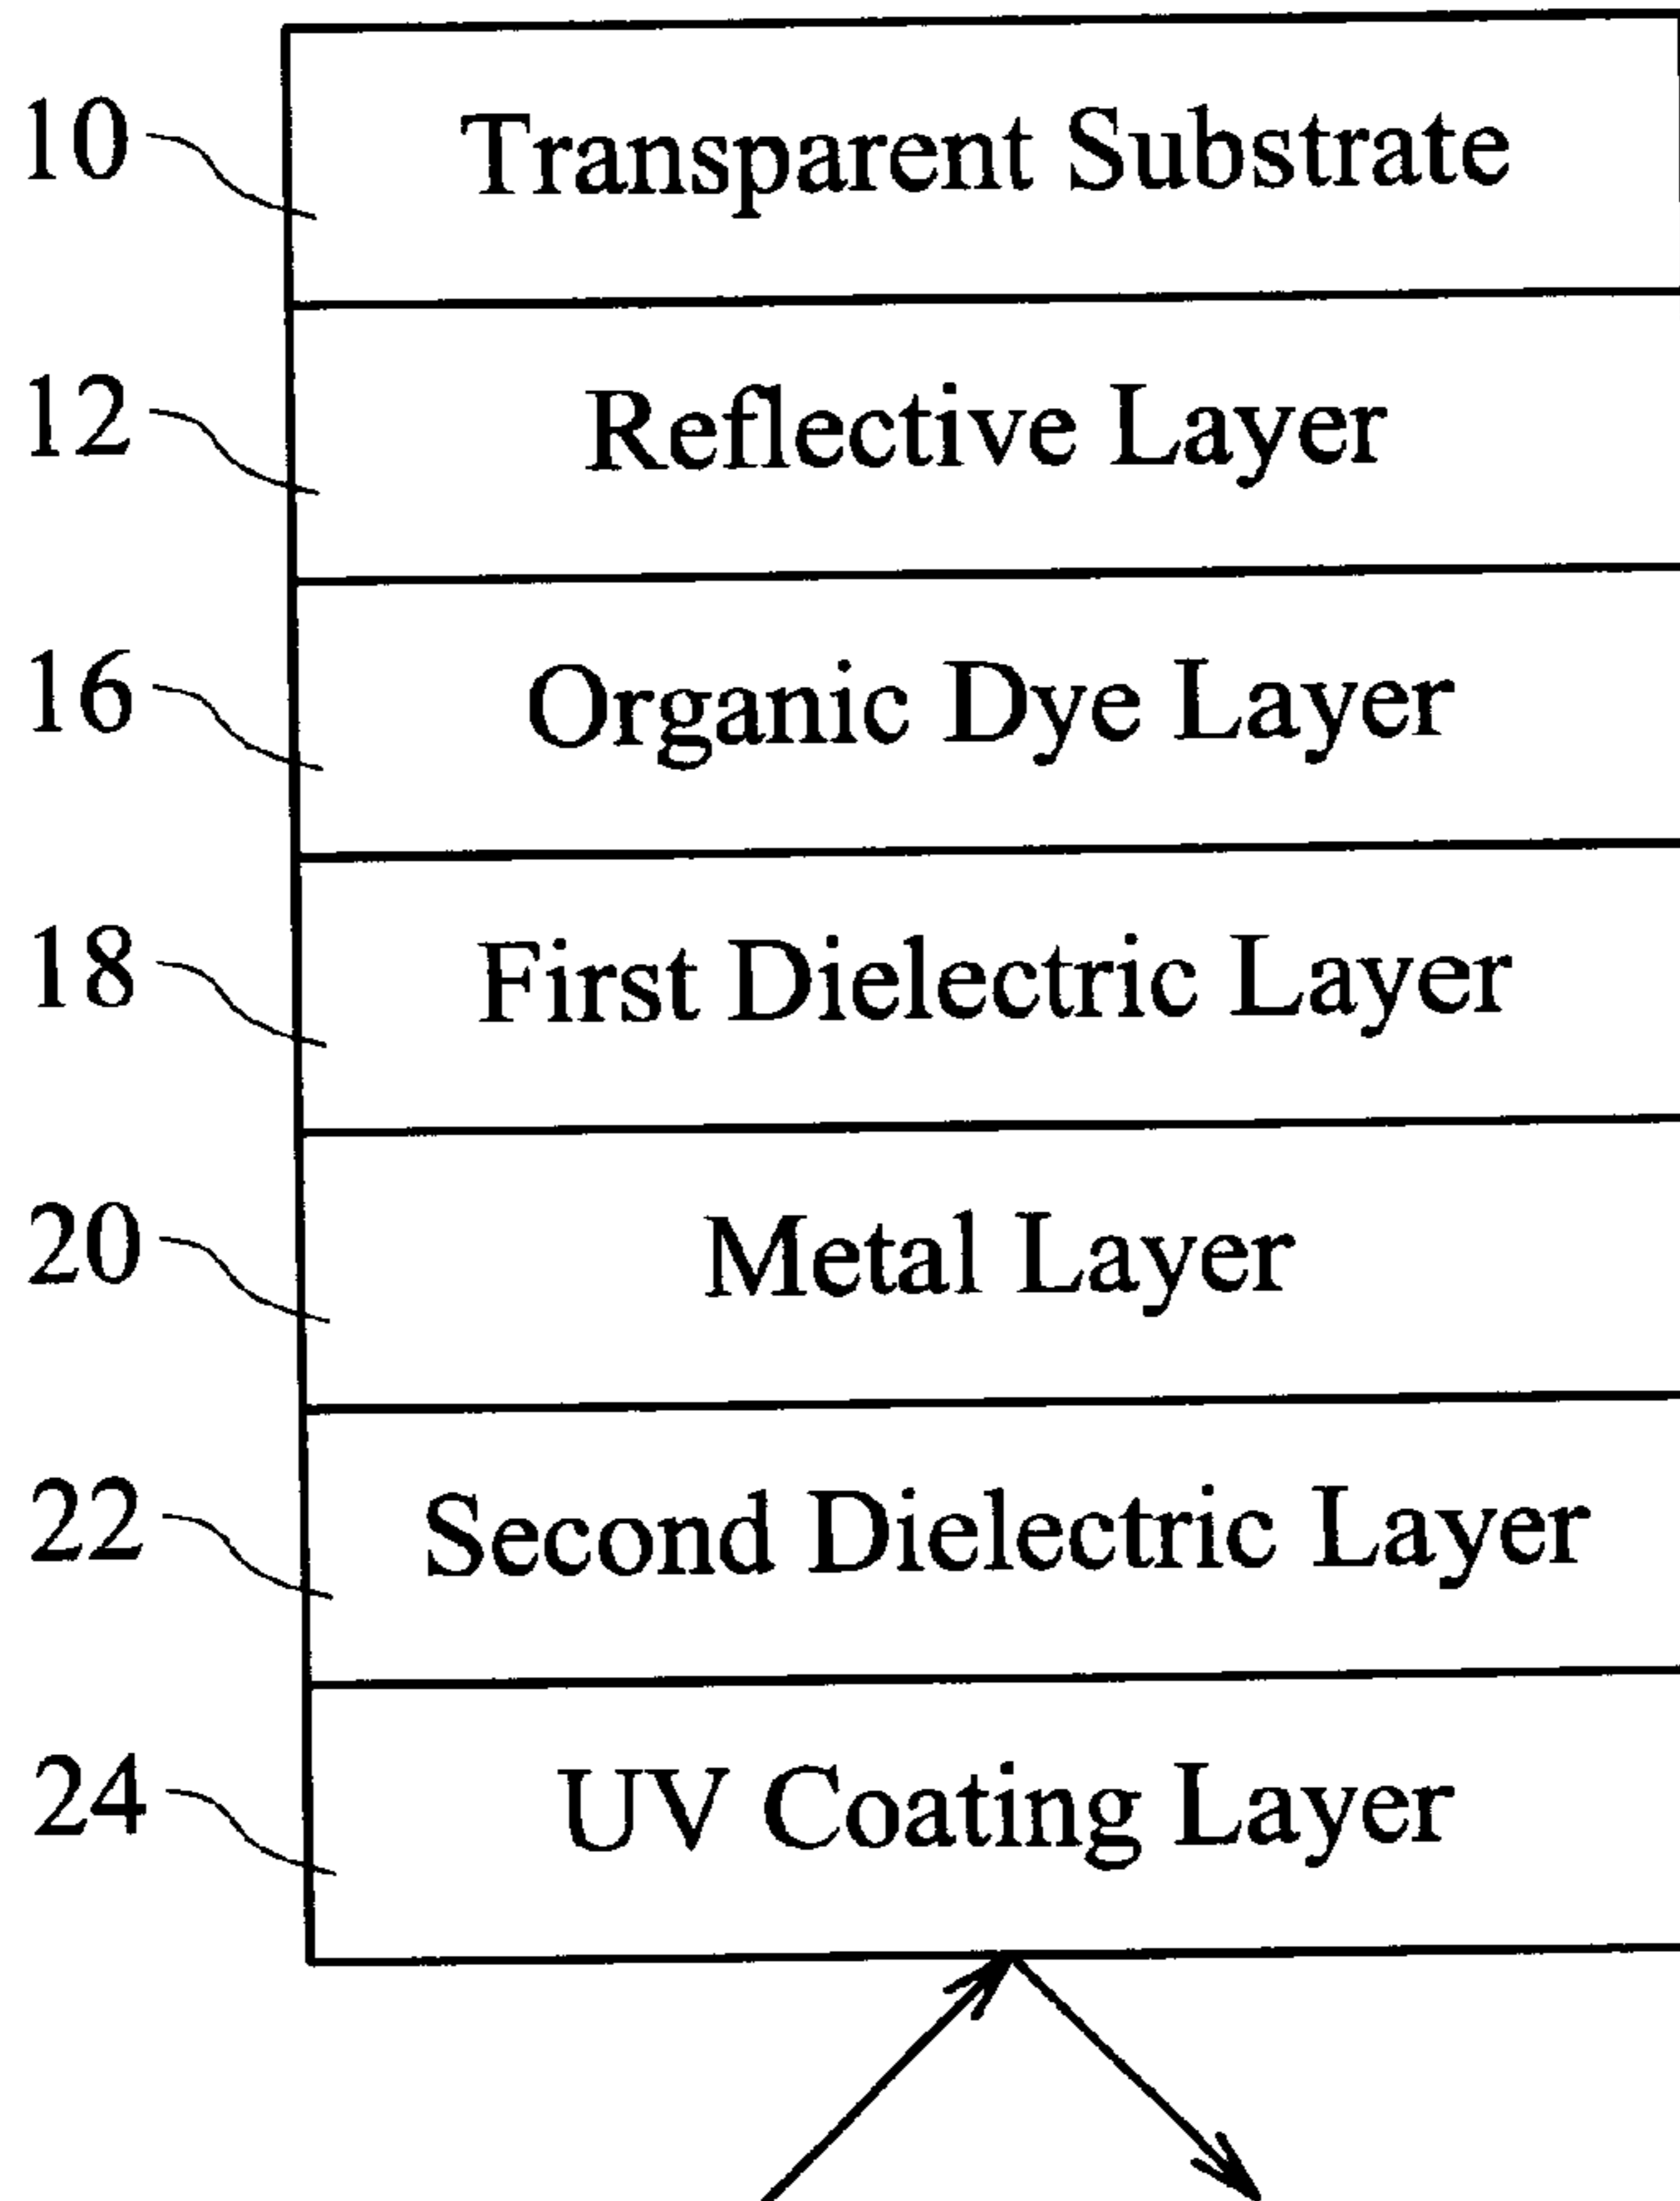 10 Transparent Substrate
12 Reflective Layer
16 Organic Dye Layer
18 First Dielectric Layer
20 Metal Layer
22 Second Dielectric Layer
24 UV Coating Layer